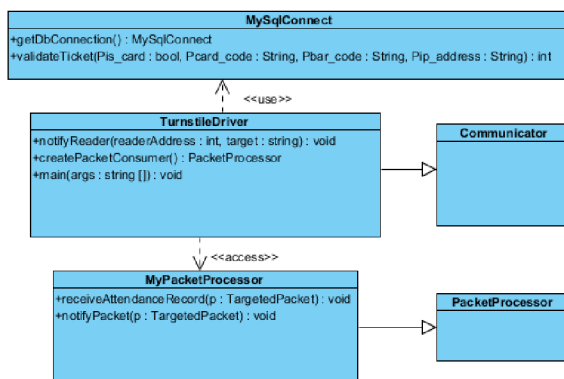 MySqlConnect
+getDbConnection() : MySqlConnect
+validateTicket(Pis_card : bool, Pcard_code : String, Pbar_code : String, Pip_address : String) : int
<<use>>
TurnstileDriver
+notifyReader(readerAddress : int, target : string) : void
+createPacketConsumer() : PacketProcessor
+main(args : string []) : void
Communicator
<<access>>
MyPacketProcessor
+receiveAttendanceRecord(p : TargetedPacket) : void
+notifyPacket(p : TargetedPacket) : void
PacketProcessor